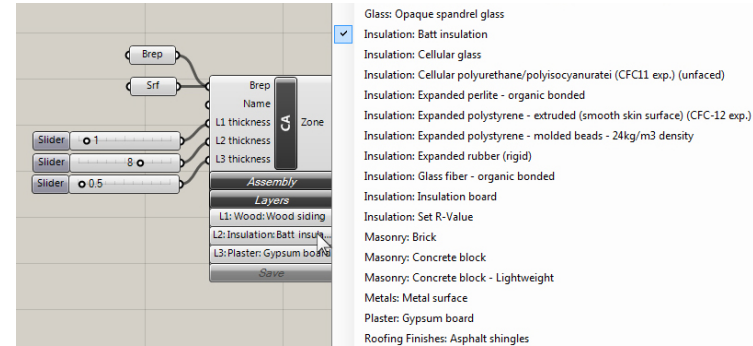 Brep
Srf
Brep
Name
L1 thickness
L2 thickness
L3 thickness
CA
Zone
Slider 1
Slider 8
Slider 0.5
Assembly
Layers
L1: Wood: Wood siding
L2: Insulation: Batt insula...
L3: Plaster: Gypsum board
Save
Glass: Opaque spandrel glass
Insulation: Batt insulation
Insulation: Cellular glass
Insulation: Cellular polyurethane/polyisocyanuratei (CFC11 exp.) (unfaced)
Insulation: Expanded perlite - organic bonded
Insulation: Expanded polystyrene - extruded (smooth skin surface) (CFC-12 exp.)
Insulation: Expanded polystyrene - molded beads - 24kg/m3 density
Insulation: Expanded rubber (rigid)
Insulation: Glass fiber - organic bonded
Insulation: Insulation board
Insulation: Set R-Value
Masonry: Brick
Masonry: Concrete block
Masonry: Concrete block - Lightweight
Metals: Metal surface
Plaster: Gypsum board
Roofing Finishes: Asphalt shingles